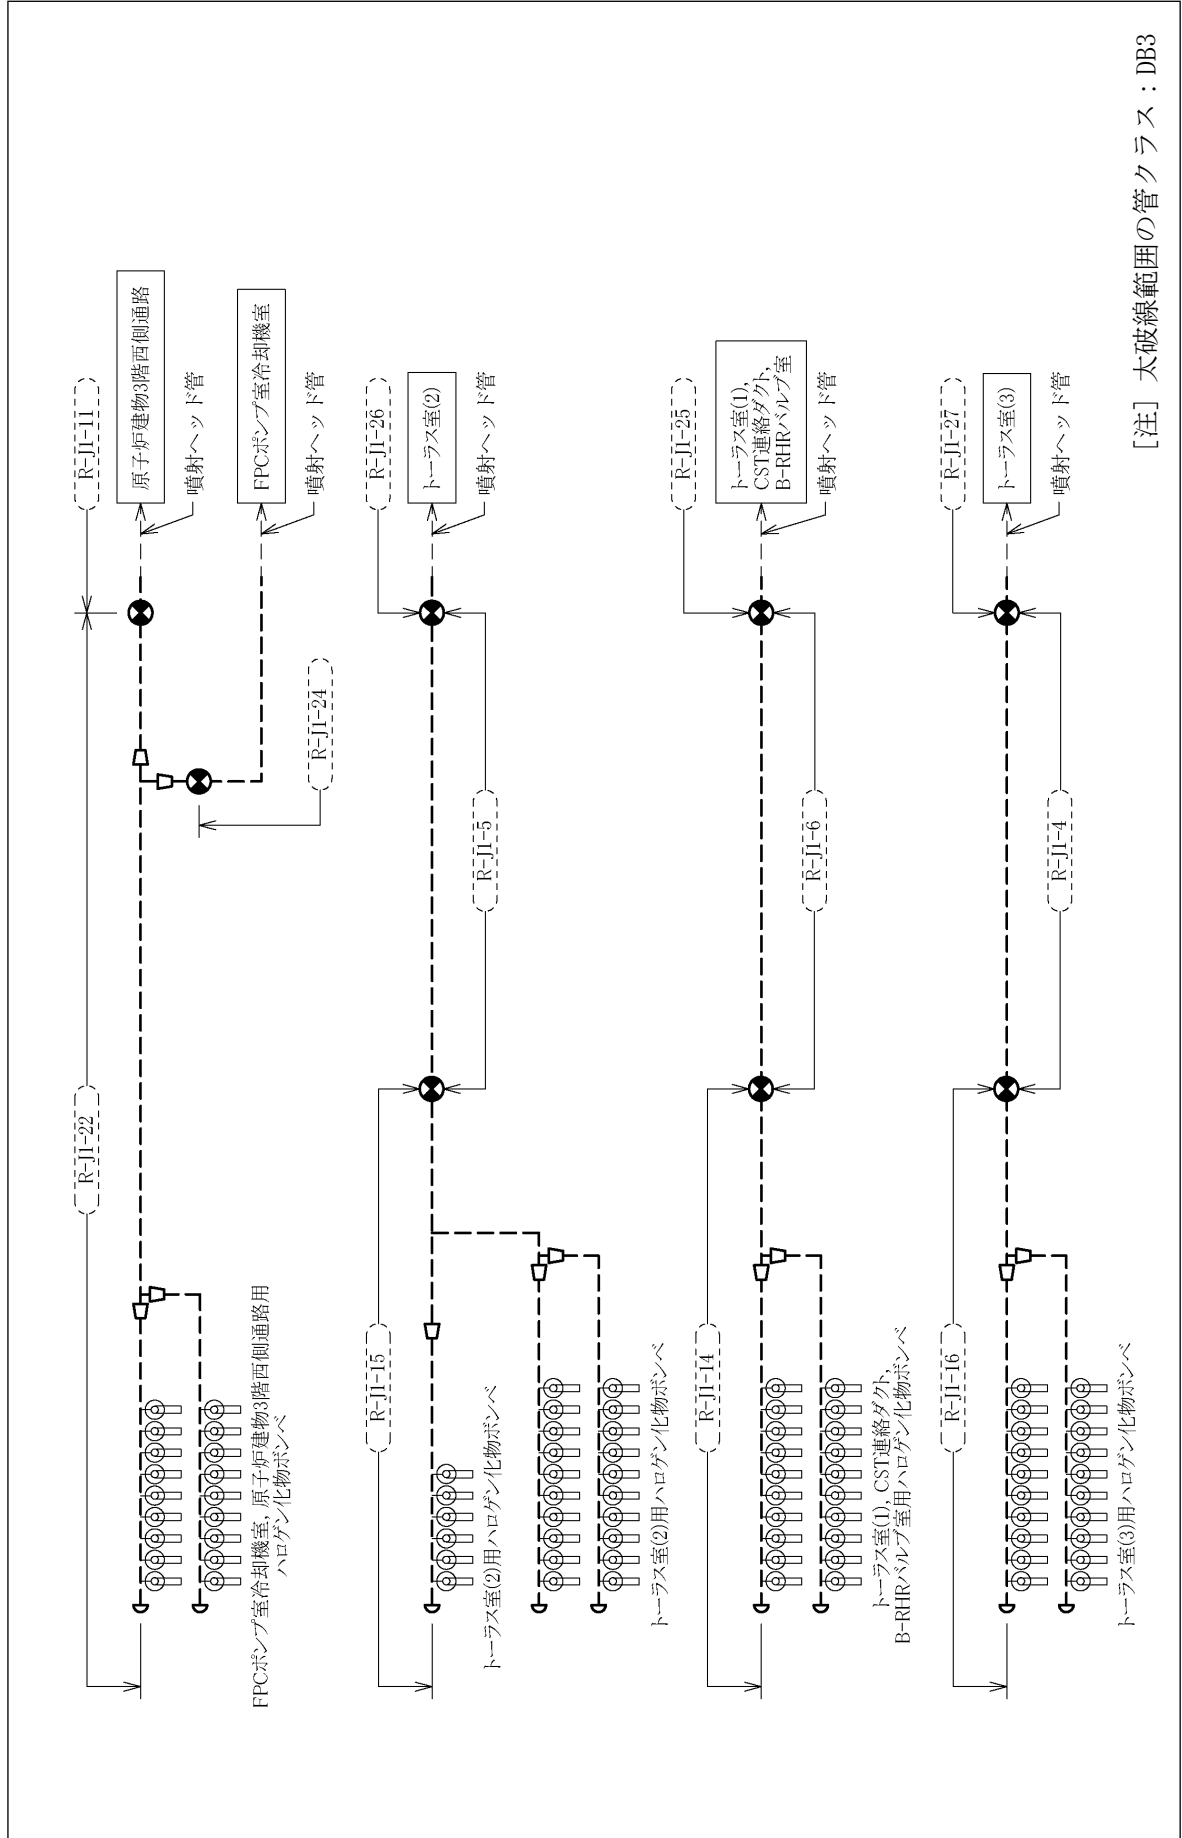 R-J1-22
R-J1-11
原子炉建物3階西側通路
噴射ヘッド管
FPCポンプ室冷却機室
噴射ヘッド管
R-J1-24
FPCポンプ室冷却機室, 原子炉建物3階西側通路用
ハロゲン化物ボンベ
R-J1-15
R-J1-5
R-J1-26
トーラス室(2)
噴射ヘッド管
トーラス室(2)用ハロゲン化物ボンベ
トーラス室(2)用ハロゲン化物ボンベ
R-J1-14
R-J1-6
R-J1-25
トーラス室(1),
CST連絡ダクト,
B-RHRバルブ室
噴射ヘッド管
トーラス室(1), CST連絡ダクト,
B-RHRバルブ室用ハロゲン化物ボンベ
R-J1-16
R-J1-4
R-J1-27
トーラス室(3)
噴射ヘッド管
トーラス室(3)用ハロゲン化物ボンベ
[注] 太破線範囲の管クラス：DB3